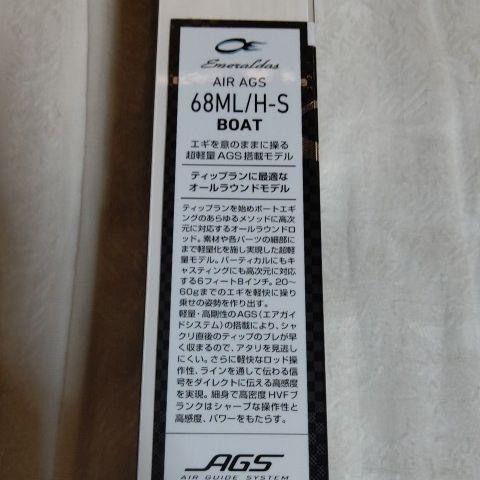 Emeraldas
AIR AGS
68ML/H-S
BOAT
エギを意のままに操る
超軽量AGS搭載モデル
ティップランに最適な
オールラウンドモデル
ティップランを始めボートエギ
ングのあらゆるメソッドに高次
元に対応するオールラウンドロ
ッド。素材や各パーツの細部に
まで軽量化を施し実現した超軽
量モデル。バーティカルにもキ
ャスティングにも高次元に対応
する6フィート8インチ。20〜
60gまでのエギを軽快に操り
乗せの姿勢を作り出す。
軽量・高剛性のAGS(エアガイ
ドシステム)の搭載により、シャ
クリ直後のティップのブレが早
く収まるので、アタリを見逃し
にくい。さらに軽快なロッド操
作性、ラインを通して伝わる信
号をダイレクトに伝える高感度
を実現。細身で高密度HVFブ
ランクはシャープな操作性と
高感度、パワーをもたらす。
AGS
AIR GUIDE SYSTEM